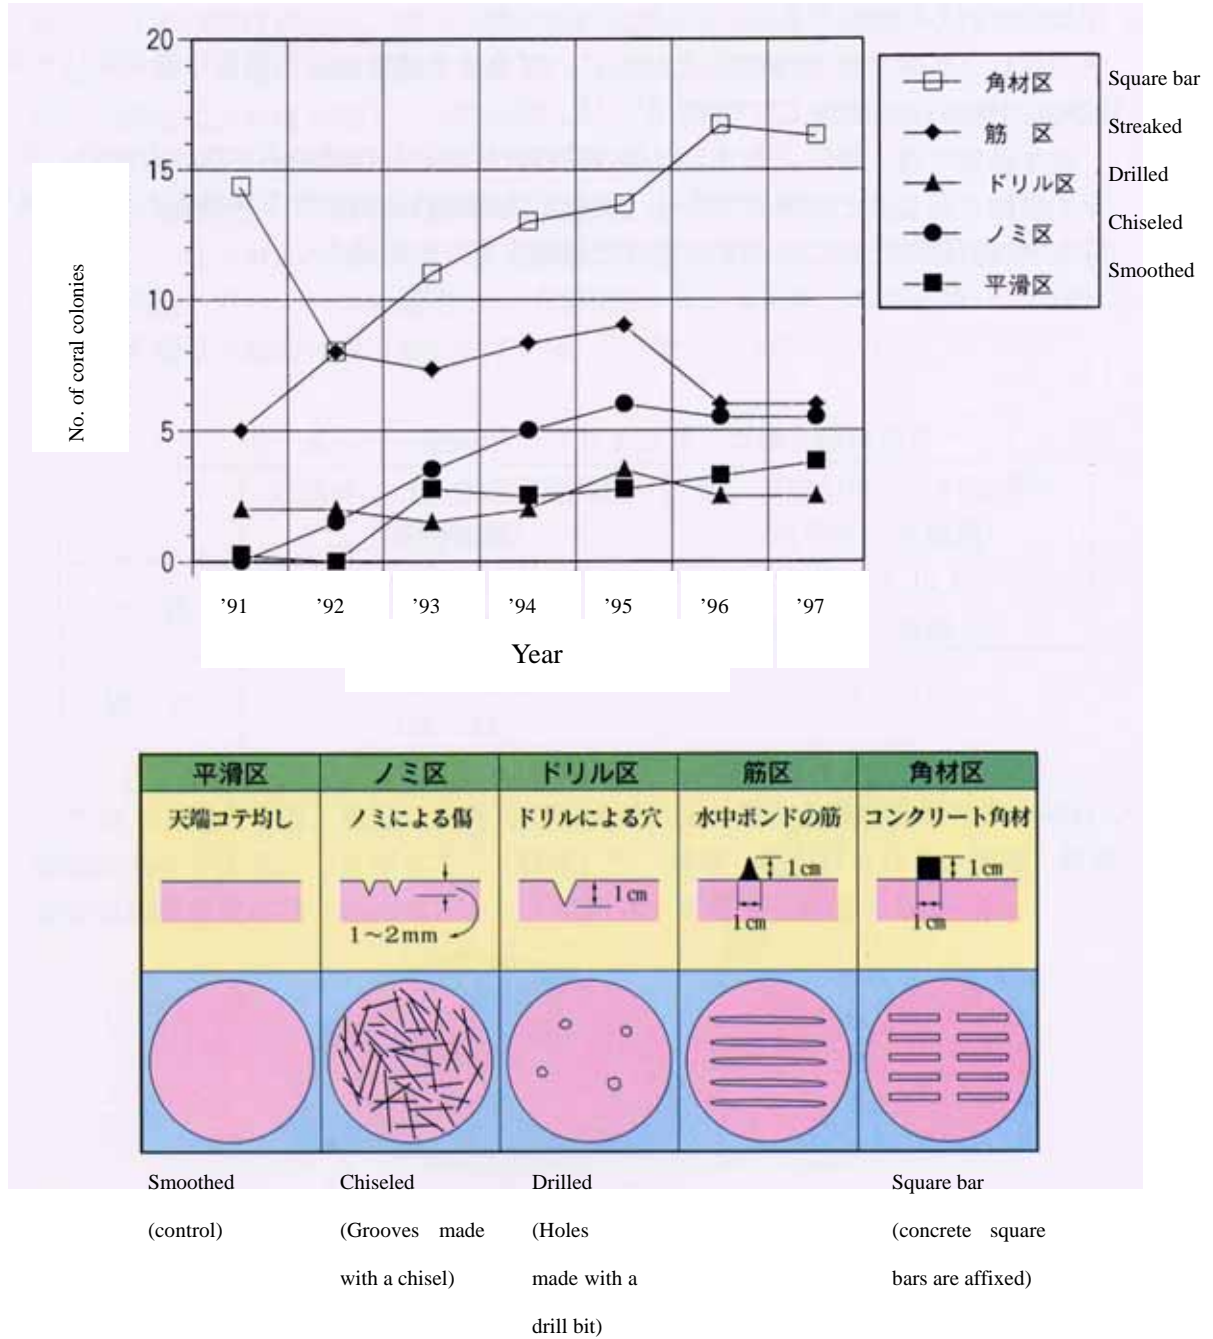 20
15
10
5
0
No. of coral colonies
’91 ’92 ’93 ’94 ’95 ’96 ’97
Year
角材区 Square bar
筋 区 Streaked
ドリル区 Drilled
ノミ区 Chiseled
平滑区 Smoothed
平滑区 ノミ区 ドリル区 筋区 角材区
天端コテ均し ノミによる傷 ドリルによる穴 水中ボンドの筋 コンクリート角材
1cm 1cm 1cm
1cm 1cm
1～2mm
Smoothed
(control)
Chiseled
(Grooves made
with a chisel)
Drilled
(Holes
made with a
drill bit)
Square bar
(concrete square
bars are affixed)